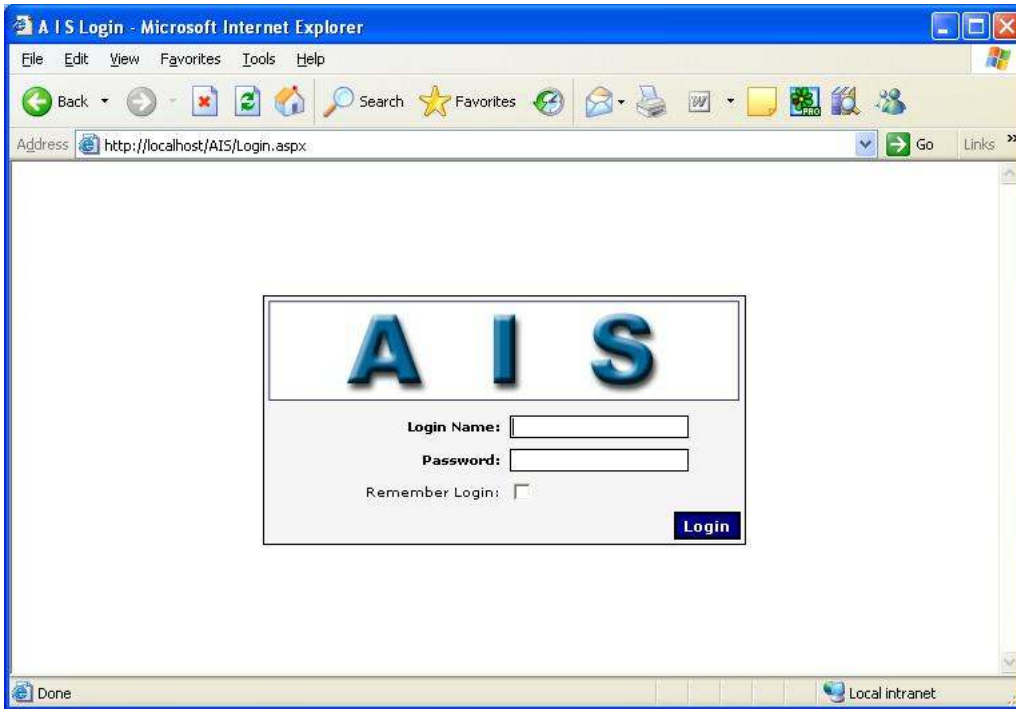 A I S Login - Microsoft Internet Explorer
File Edit View Favorites Tools Help
Back Search Favorites W PRO
Address http://localhost/AIS/Login.aspx Go Links »
A I S
Login Name:
Password:
Remember Login:
Login
Done Local intranet